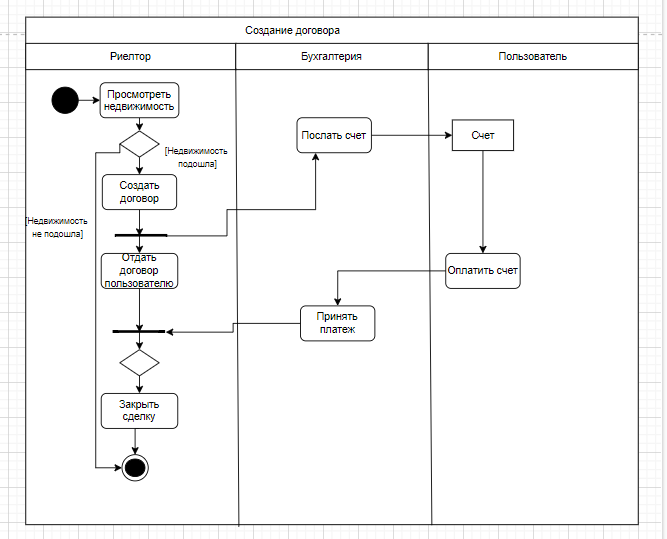 Создание договора
Риелтор
Бухгалтерия
Пользователь
Просмотреть
недвижимость
[Недвижимость
подошла]
Послать счет
Счет
Создать
договор
[Недвижимость
не подошла]
Отдать
договор
пользователю
Оплатить счет
Принять
платеж
Закрыть
сделку